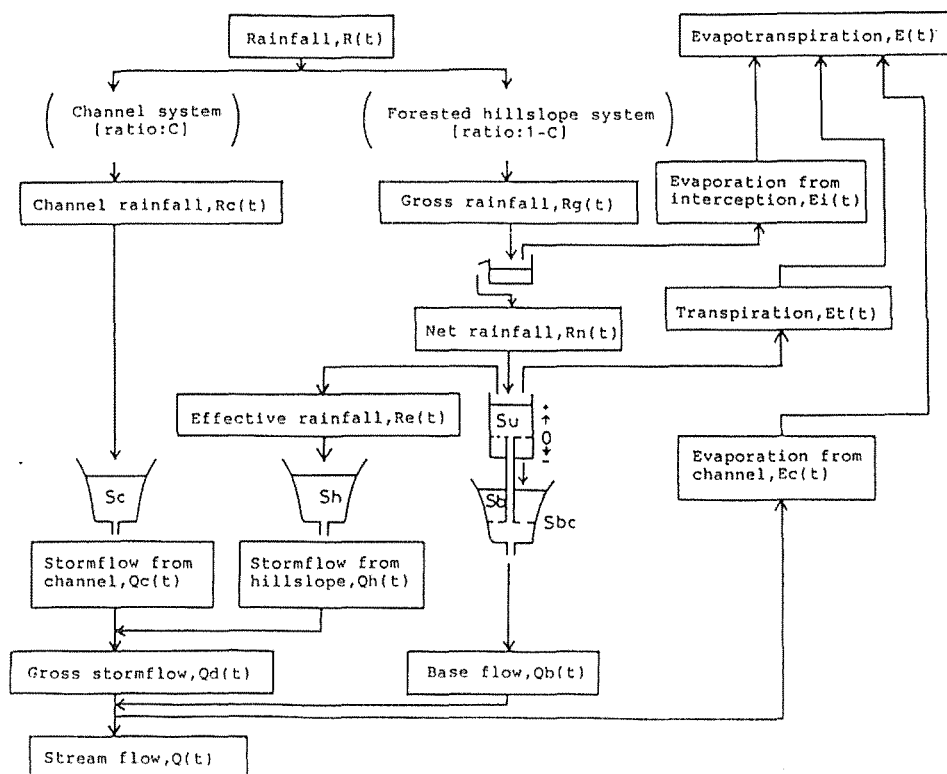 Rainfall,R(t)
Evapotranspiration,E(t)
Channel system
[ratio:C]
Forested hillslope system
[ratio:1-C]
Channel rainfall,Rc(t)
Gross rainfall,Rg(t)
Evaporation from
interception,Ei(t)
Net rainfall,Rn(t)
Transpiration,Et(t)
Effective rainfall,Re(t)
Su
+
0
-
Evaporation from
channel,Ec(t)
Sc
Sh
Sb
Sbc
Stormflow from
channel,Qc(t)
Stormflow from
hillslope,Qh(t)
Gross stormflow,Qd(t)
Base flow,Qb(t)
Stream flow,Q(t)